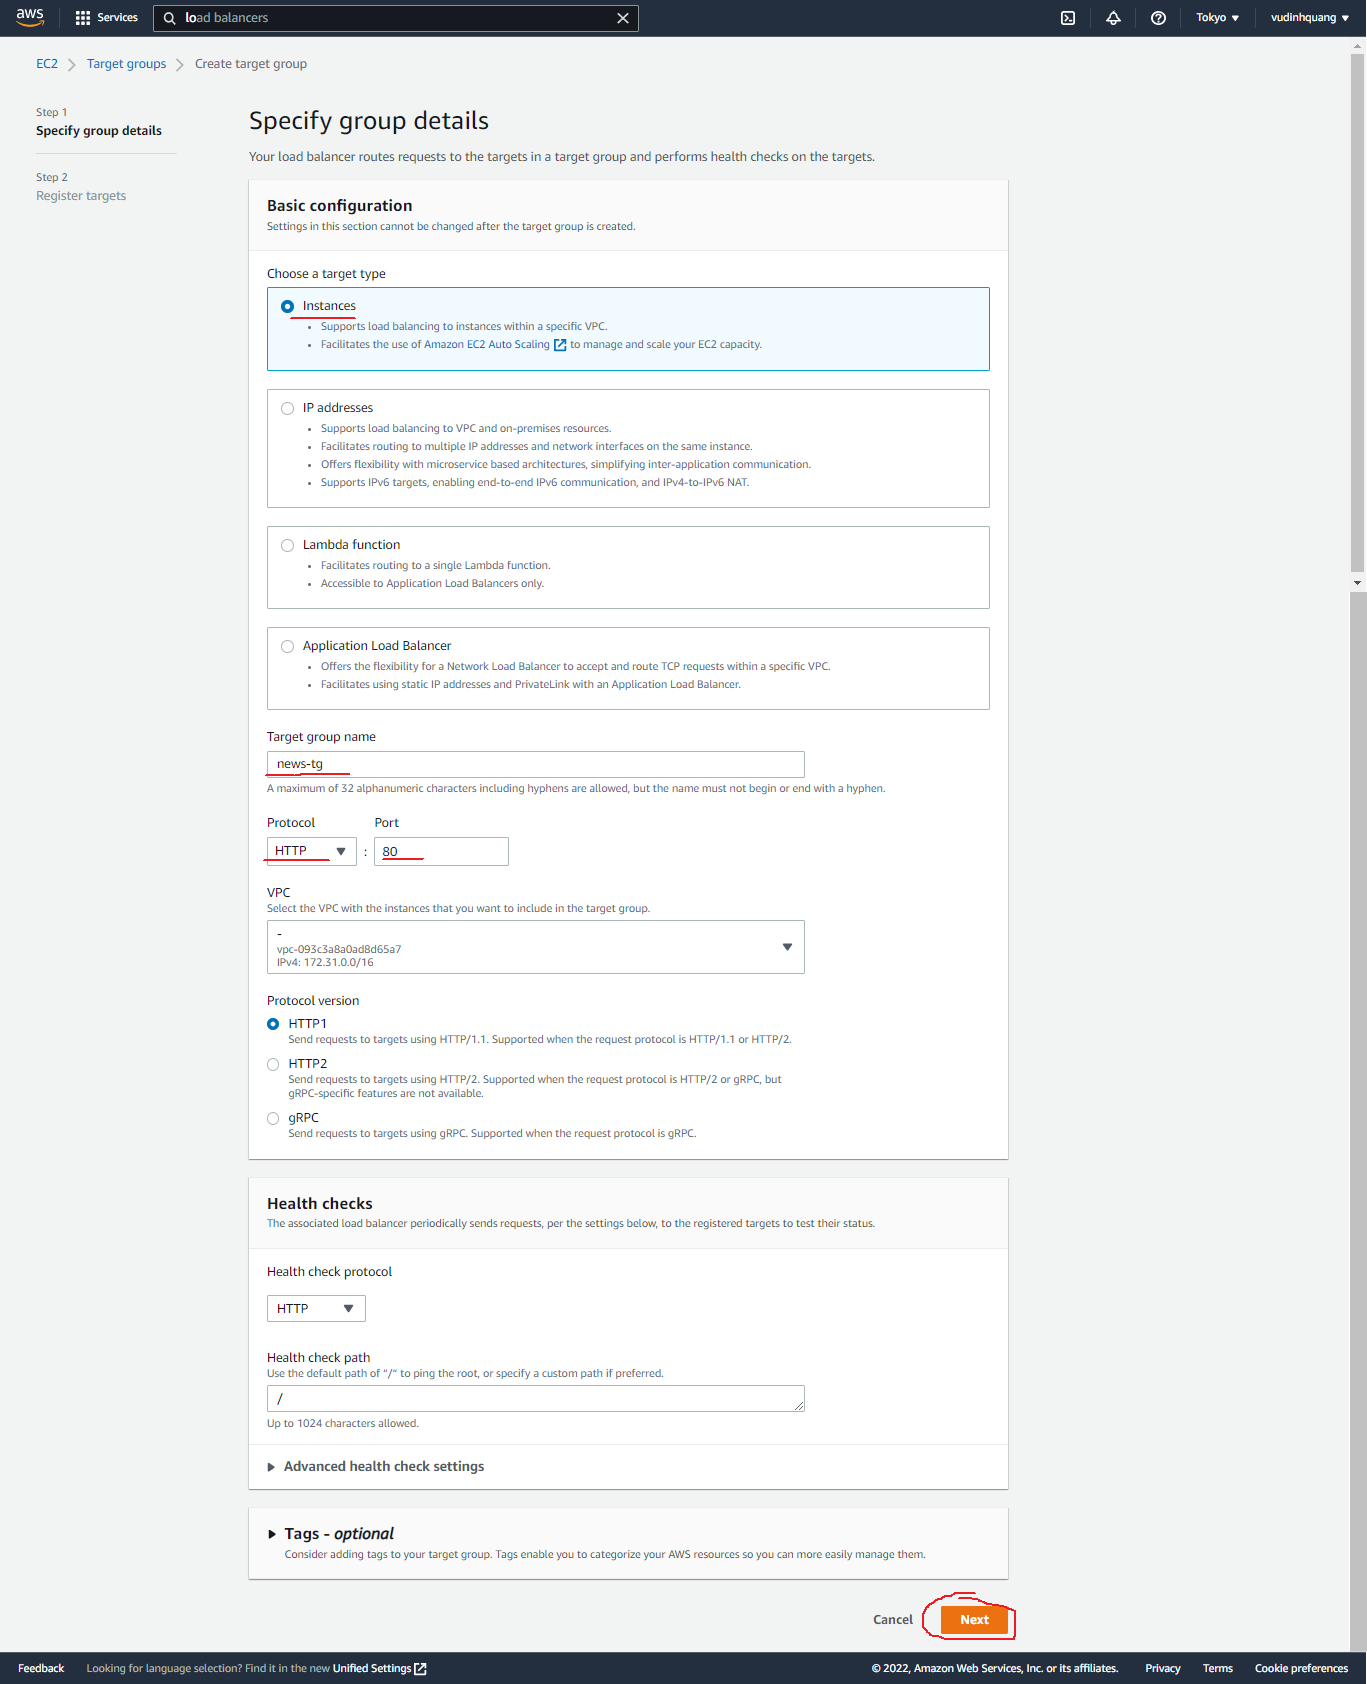 aws
Services
load balancers
Tokyo
vudinhquang
EC2
Target groups
Create target group
Step 1
Specify group details
Step 2
Register targets
Specify group details
Your load balancer routes requests to the targets in a target group and performs health checks on the targets.
Basic configuration
Settings in this section cannot be changed after the target group is created.
Choose a target type
Instances
• Supports load balancing to instances within a specific VPC.
• Facilitates the use of Amazon EC2 Auto Scaling to manage and scale your EC2 capacity.
IP addresses
• Supports load balancing to VPC and on-premises resources.
• Facilitates routing to multiple IP addresses and network interfaces on the same instance.
• Offers flexibility with microservice based architectures, simplifying inter-application communication.
• Supports IPv6 targets, enabling end-to-end IPv6 communication, and IPv4-to-IPv6 NAT.
Lambda function
• Facilitates routing to a single Lambda function.
• Accessible to Application Load Balancers only.
Application Load Balancer
• Offers the flexibility for a Network Load Balancer to accept and route TCP requests within a specific VPC.
• Facilitates using static IP addresses and PrivateLink with an Application Load Balancer.
Target group name
news-tg
A maximum of 32 alphanumeric characters including hyphens are allowed, but the name must not begin or end with a hyphen.
Protocol Port
HTTP : 80
VPC
Select the VPC with the instances that you want to include in the target group.
-
vpc-093c3a8a0ad8d65a7
IPv4: 172.31.0.0/16
Protocol version
HTTP1
Send requests to targets using HTTP/1.1. Supported when the request protocol is HTTP/1.1 or HTTP/2.
HTTP2
Send requests to targets using HTTP/2. Supported when the request protocol is HTTP/2 or gRPC, but
gRPC-specific features are not available.
gRPC
Send requests to targets using gRPC. Supported when the request protocol is gRPC.
Health checks
The associated load balancer periodically sends requests, per the settings below, to the registered targets to test their status.
Health check protocol
HTTP
Health check path
Use the default path of "/" to ping the root, or specify a custom path if preferred.
/
Up to 1024 characters allowed.
Advanced health check settings
Tags - optional
Consider adding tags to your target group. Tags enable you to categorize your AWS resources so you can more easily manage them.
Cancel
Next
Feedback
Looking for language selection? Find it in the new Unified Settings
© 2022, Amazon Web Services, Inc. or its affiliates.
Privacy
Terms
Cookie preferences